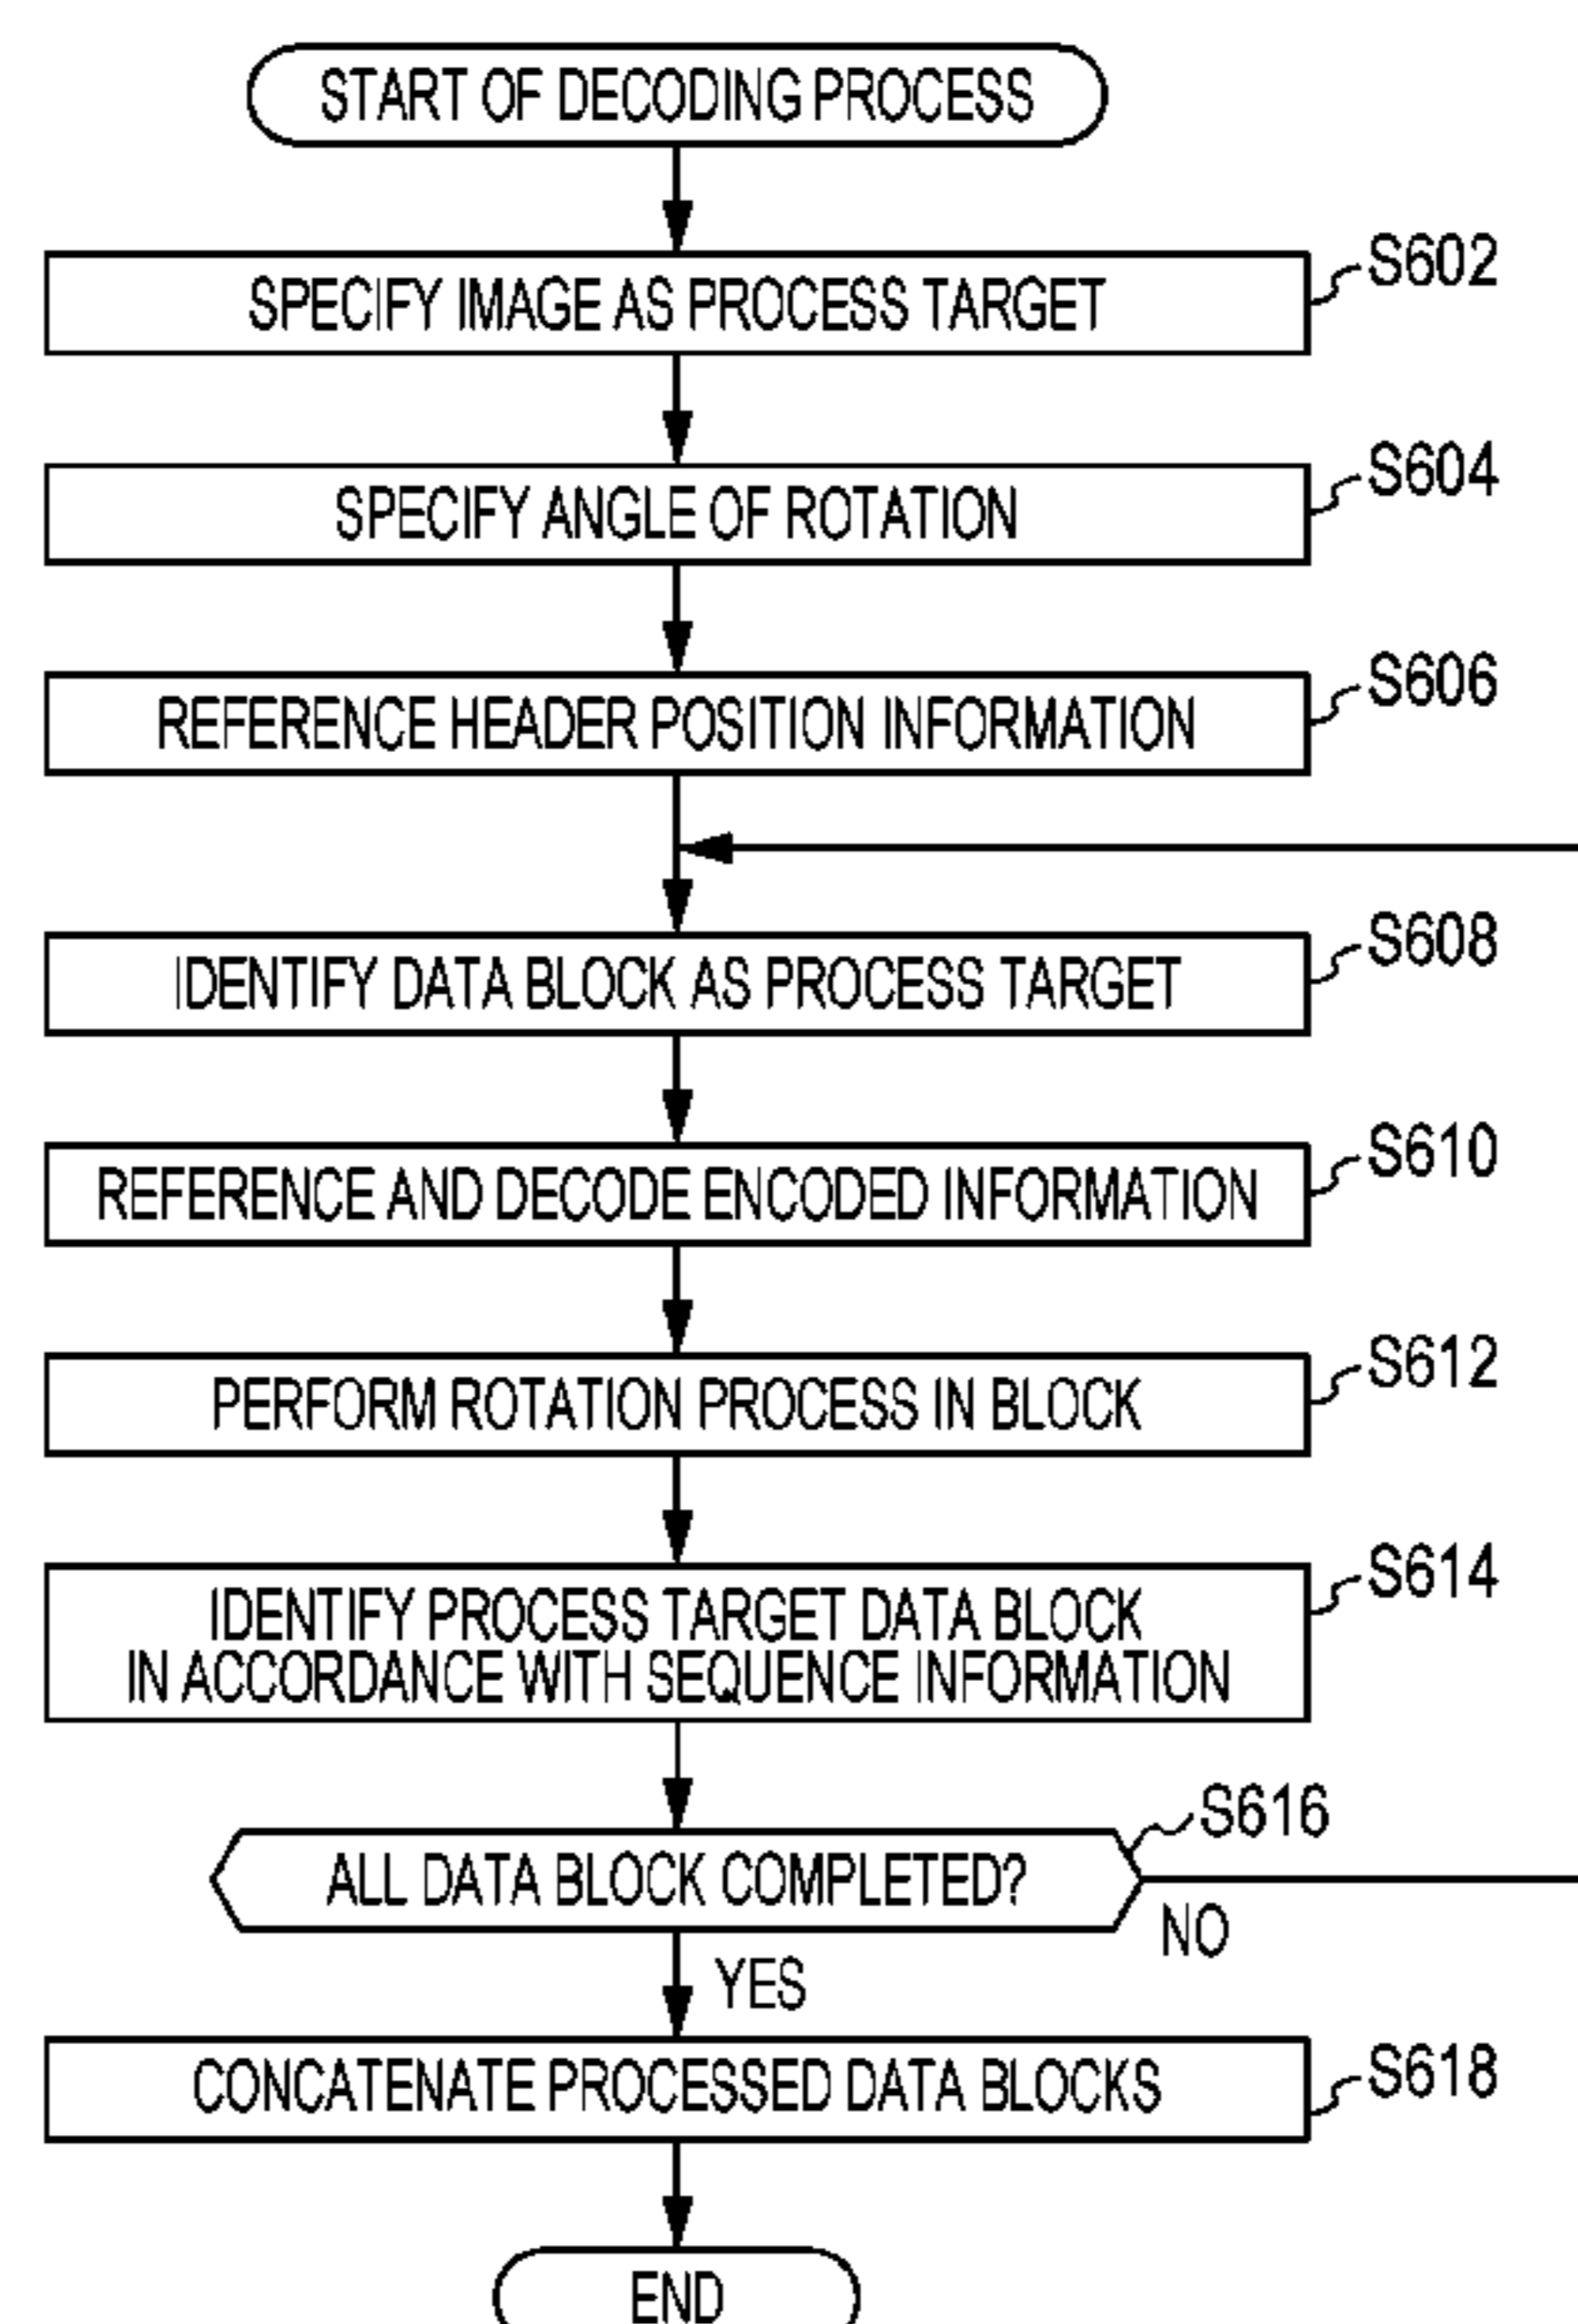 START OF DECODING PROCESS
SPECIFY IMAGE AS PROCESS TARGET
S602
SPECIFY ANGLE OF ROTATION
S604
REFERENCE HEADER POSITION INFORMATION
S606
IDENTIFY DATA BLOCK AS PROCESS TARGET
S608
REFERENCE AND DECODE ENCODED INFORMATION
S610
PERFORM ROTATION PROCESS IN BLOCK
S612
IDENTIFY PROCESS TARGET DATA BLOCK
IN ACCORDANCE WITH SEQUENCE INFORMATION
S614
ALL DATA BLOCK COMPLETED?
S616
NO
YES
CONCATENATE PROCESSED DATA BLOCKS
S618
END